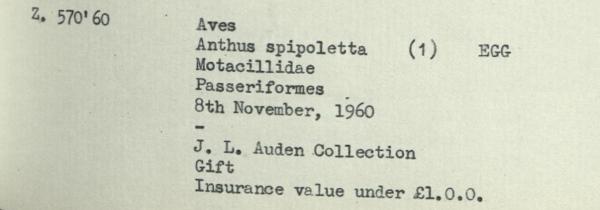 Z. 570'60
Aves
Anthus spipoletta (1) EGG
Motacillidae
Passeriformes
8th November, 1960
-
J. L. Auden Collection
Gift
Insurance value under £1.0.0.